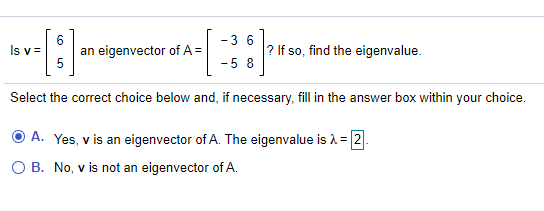 Is v = [ 6 5 ] an eigenvector of A = [ -3 6 -5 8 ] ? If so, find the eigenvalue.
Select the correct choice below and, if necessary, fill in the answer box within your choice.
A. Yes, v is an eigenvector of A. The eigenvalue is λ = 2.
B. No, v is not an eigenvector of A.